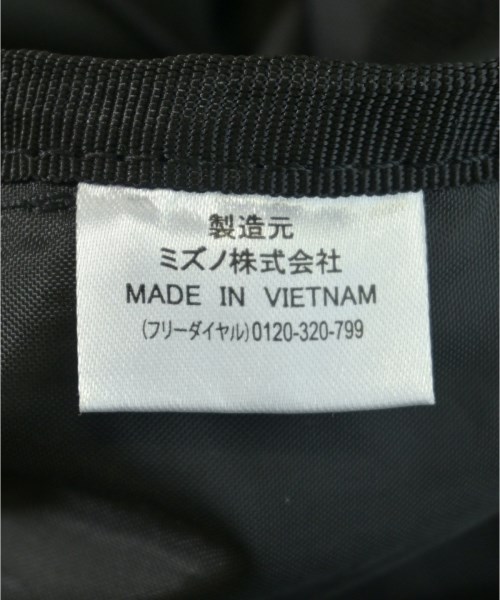 製造元
ミズノ株式会社
MADE IN VIETNAM
(フリーダイヤル)0120-320-799